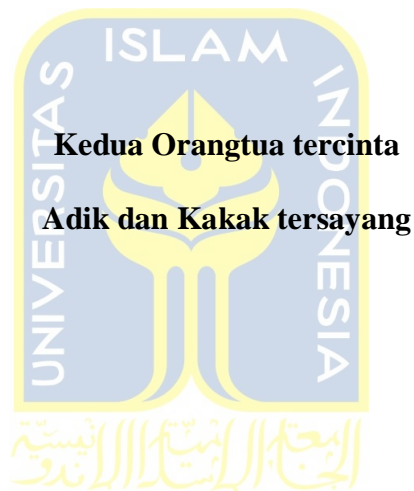 ISLAM
UNIVERSITAS
INDONESIA
Kedua Orangtua tercinta
Adik dan Kakak tersayang